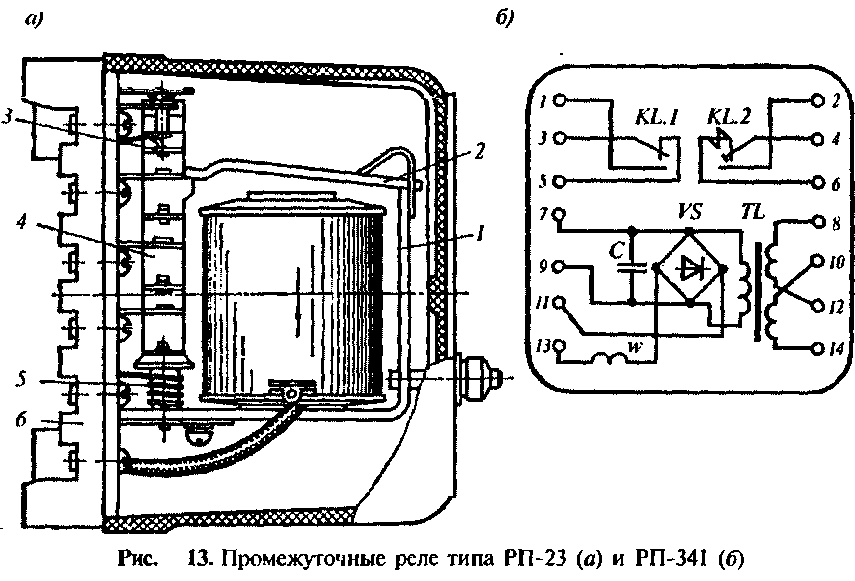 а)
б)
3
4
5
6
2
1
1
3
5
7
9
11
13
KL.1
KL.2
2
4
6
8
10
12
14
C
VS
TL
w
Рис. 13. Промежуточные реле типа РП-23 (а) и РП-341 (б)